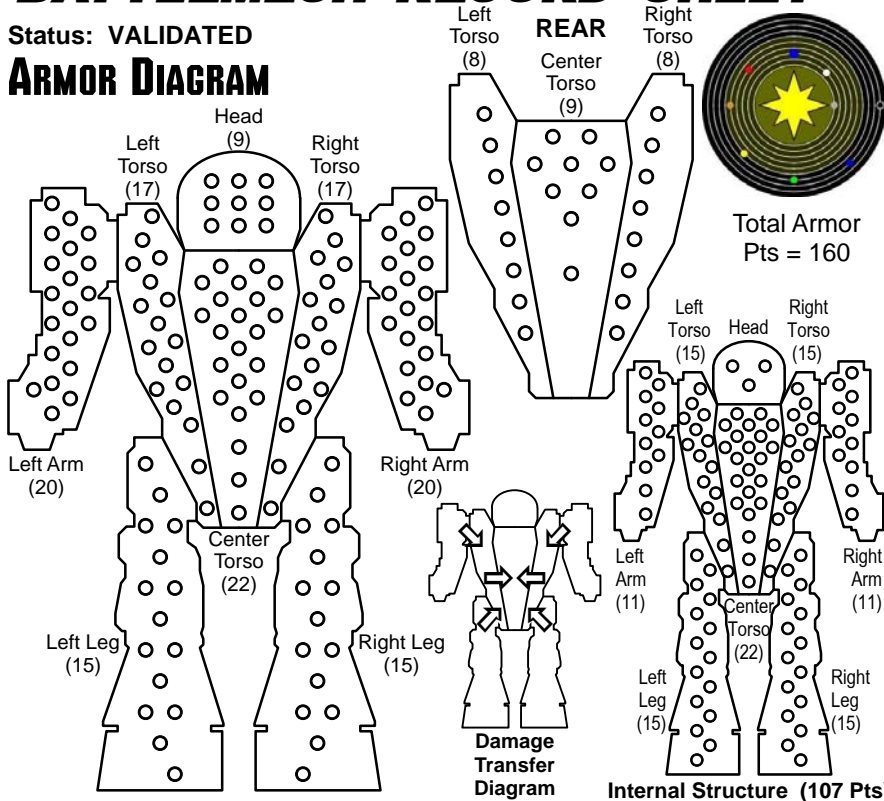 BATTLEMECH RECORD SHEET
Status: VALIDATED
ARMOR DIAGRAM
Head
(9)
Left
Torso
(17)
Right
Torso
(17)
Left Arm
(20)
Right Arm
(20)
Center
Torso
(22)
Left Leg
(15)
Right Leg
(15)
REAR
Left
Torso
(8)
Center
Torso
(9)
Right
Torso
(8)
Total Armor
Pts = 160
Damage
Transfer
Diagram
Left
Torso
(15)
Head
Right
Torso
(15)
Left
Arm
(11)
Right
Arm
(11)
Center
Torso
(22)
Left
Leg
(15)
Right
Leg
(15)
Internal Structure (107 Pts)